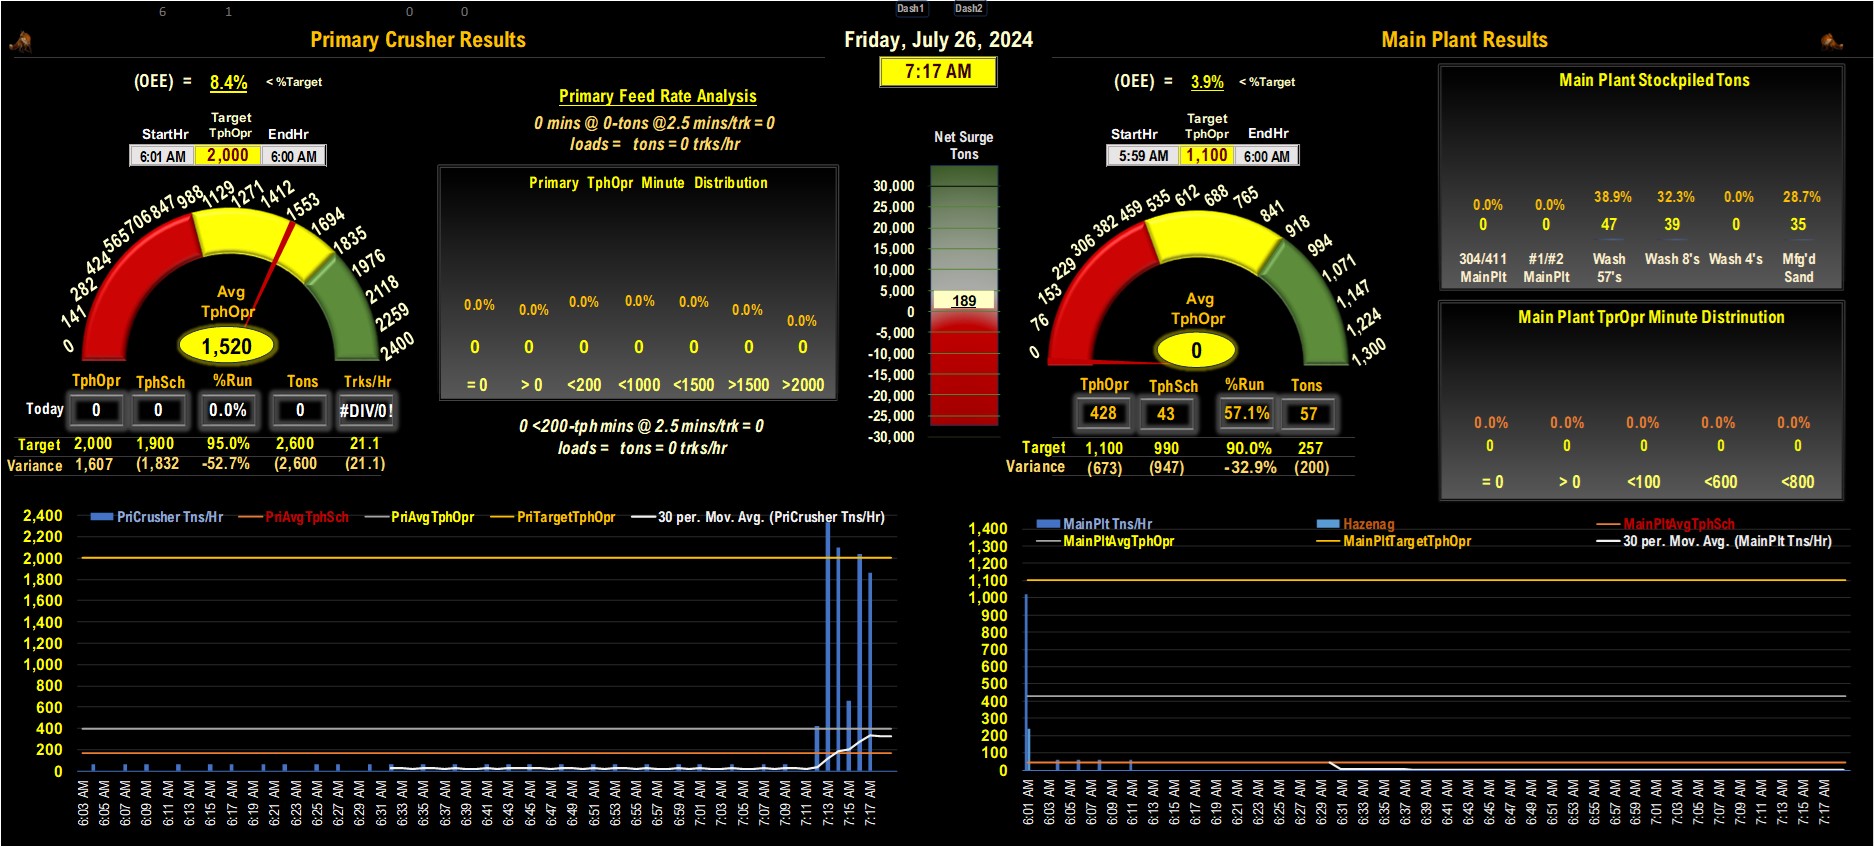 6 1 0 0 Dash1 Dash2
Primary Crusher Results
Friday, July 26, 2024
Main Plant Results
7:17 AM
(OEE) = 8.4% < %Target
Target
StartHr TphOpr EndHr
6:01 AM 2,000 6:00 AM
0 141 282 424 565 706 847 988 1129 1271 1412 1553 1694 1835 1976 2118 2259 2400
Avg
TphOpr
1,520
TphOpr TphSch %Run Tons Trks/Hr
Today 0 0 0.0% 0 #DIV/0!
Target 2,000 1,900 95.0% 2,600 21.1
Variance 1,607 (1,832 -52.7% (2,600 (21.1)
Primary Feed Rate Analysis
0 mins @ 0-tons @2.5 mins/trk = 0
loads = tons = 0 trks/hr
Primary TphOpr Minute Distribution
0.0% 0.0% 0.0% 0.0% 0.0% 0.0% 0.0%
0 0 0 0 0 0 0
= 0 > 0 <200 <1000 <1500 >1500 >2000
0 <200-tph mins @ 2.5 mins/trk = 0
loads = tons = 0 trks/hr
Net Surge
Tons
30,000
25,000
20,000
15,000
10,000
5,000
189
0
-5,000
-10,000
-15,000
-20,000
-25,000
-30,000
(OEE) = 3.9% < %Target
Target
StartHr TphOpr EndHr
5:59 AM 1,100 6:00 AM
0 76 153 229 306 382 459 535 612 688 765 841 918 994 1,071 1,147 1,224 1,300
Avg
TphOpr
0
TphOpr TphSch %Run Tons
428 43 57.1% 57
Target 1,100 990 90.0% 257
Variance (673) (947) -32.9% (200)
Main Plant Stockpiled Tons
0.0% 0.0% 38.9% 32.3% 0.0% 28.7%
0 0 47 39 0 35
304/411 #1/#2 Wash Wash 8's Wash 4's Mfg'd
MainPlt MainPlt 57's Sand
Main Plant TprOpr Minute Distrinution
0.0% 0.0% 0.0% 0.0% 0.0%
0 0 0 0 0
= 0 > 0 <100 <600 <800
PriCrusher Tns/Hr PriAvgTphSch PriAvgTphOpr PriTargetTphOpr 30 per. Mov. Avg. (PriCrusher Tns/Hr)
2,400
2,200
2,000
1,800
1,600
1,400
1,200
1,000
800
600
400
200
0
6:03 AM 6:05 AM 6:07 AM 6:09 AM 6:11 AM 6:13 AM 6:15 AM 6:17 AM 6:19 AM 6:21 AM 6:23 AM 6:25 AM 6:27 AM 6:29 AM 6:31 AM 6:33 AM 6:35 AM 6:37 AM 6:39 AM 6:41 AM 6:43 AM 6:45 AM 6:47 AM 6:49 AM 6:51 AM 6:53 AM 6:55 AM 6:57 AM 6:59 AM 7:01 AM 7:03 AM 7:05 AM 7:07 AM 7:09 AM 7:11 AM 7:13 AM 7:15 AM 7:17 AM
MainPlt Tns/Hr Hazenag MainPltAvgTphSch
MainPltAvgTphOpr MainPltTargetTphOpr 30 per. Mov. Avg. (MainPlt Tns/Hr)
1,400
1,300
1,200
1,100
1,000
900
800
700
600
500
400
300
200
100
0
6:01 AM 6:03 AM 6:05 AM 6:07 AM 6:09 AM 6:11 AM 6:13 AM 6:15 AM 6:17 AM 6:19 AM 6:21 AM 6:23 AM 6:25 AM 6:27 AM 6:29 AM 6:31 AM 6:33 AM 6:35 AM 6:37 AM 6:39 AM 6:41 AM 6:43 AM 6:45 AM 6:47 AM 6:49 AM 6:51 AM 6:53 AM 6:55 AM 6:57 AM 6:59 AM 7:01 AM 7:03 AM 7:05 AM 7:07 AM 7:09 AM 7:11 AM 7:13 AM 7:15 AM 7:17 AM